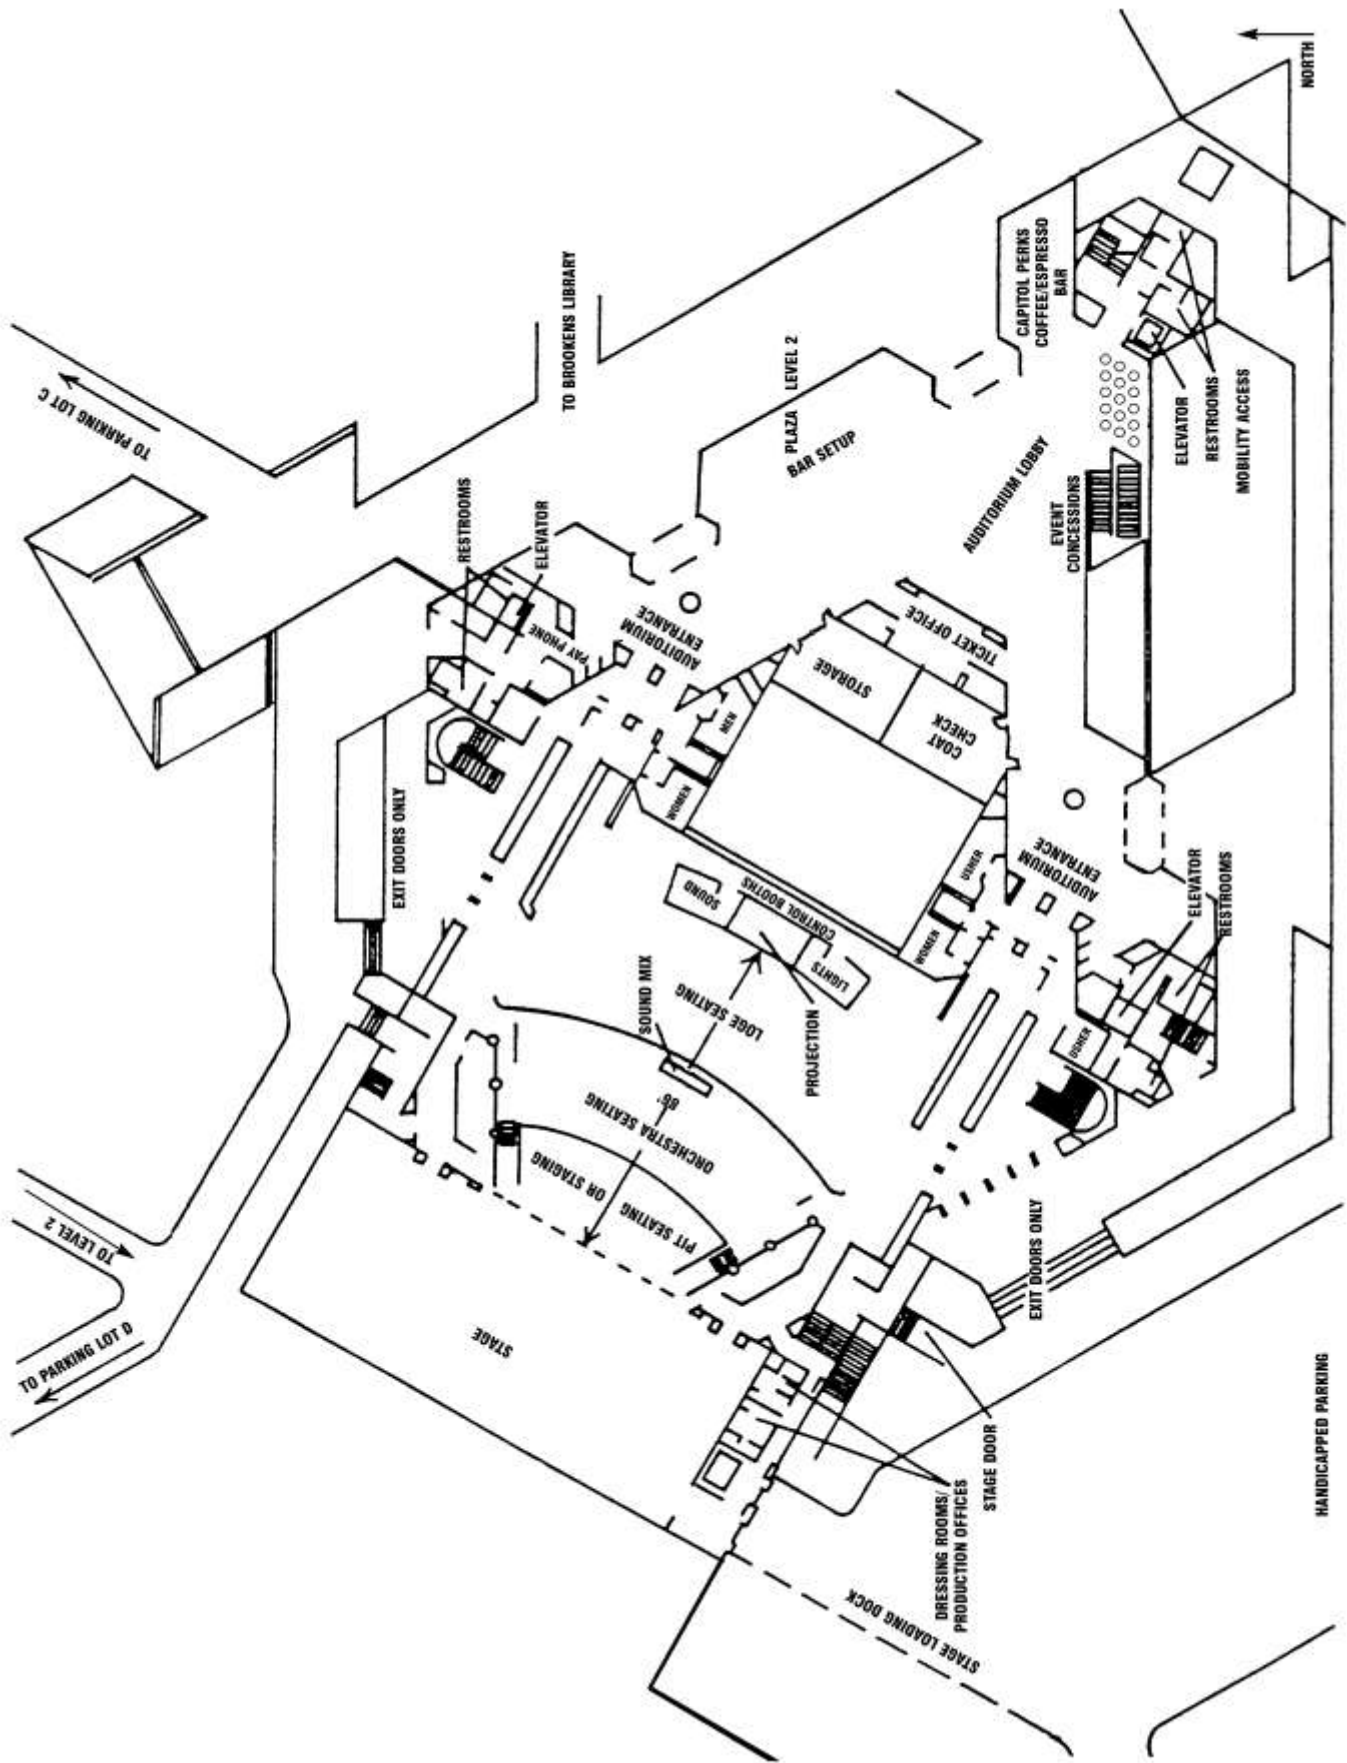 NORTH
TO PARKING LOT C
TO BROOKENS LIBRARY
CAPITOL PERKS
COFFEE/ESPRESSO
BAR
PLAZA LEVEL 2
BAR SETUP
RESTROOMS
ELEVATOR
PAY PHONE
AUDITORIUM
ENTRANCE
AUDITORIUM LOBBY
EVENT
CONCESSIONS
ELEVATOR
RESTROOMS
MOBILITY ACCESS
TICKET OFFICE
STORAGE
COAT
CHECK
MEN
WOMEN
EXIT DOORS ONLY
SOUND
CONTROL BOOTHS
LIGHTS
USHER
WOMEN
AUDITORIUM
ENTRANCE
ELEVATOR
RESTROOMS
USHER
SOUND MIX
LOGE SEATING
PROJECTION
86'
ORCHESTRA SEATING
PIT SEATING
OR STAGING
TO LEVEL 2
TO PARKING LOT D
STAGE
EXIT DOORS ONLY
STAGE DOOR
DRESSING ROOMS/
PRODUCTION OFFICES
STAGE LOADING DOCK
HANDICAPPED PARKING